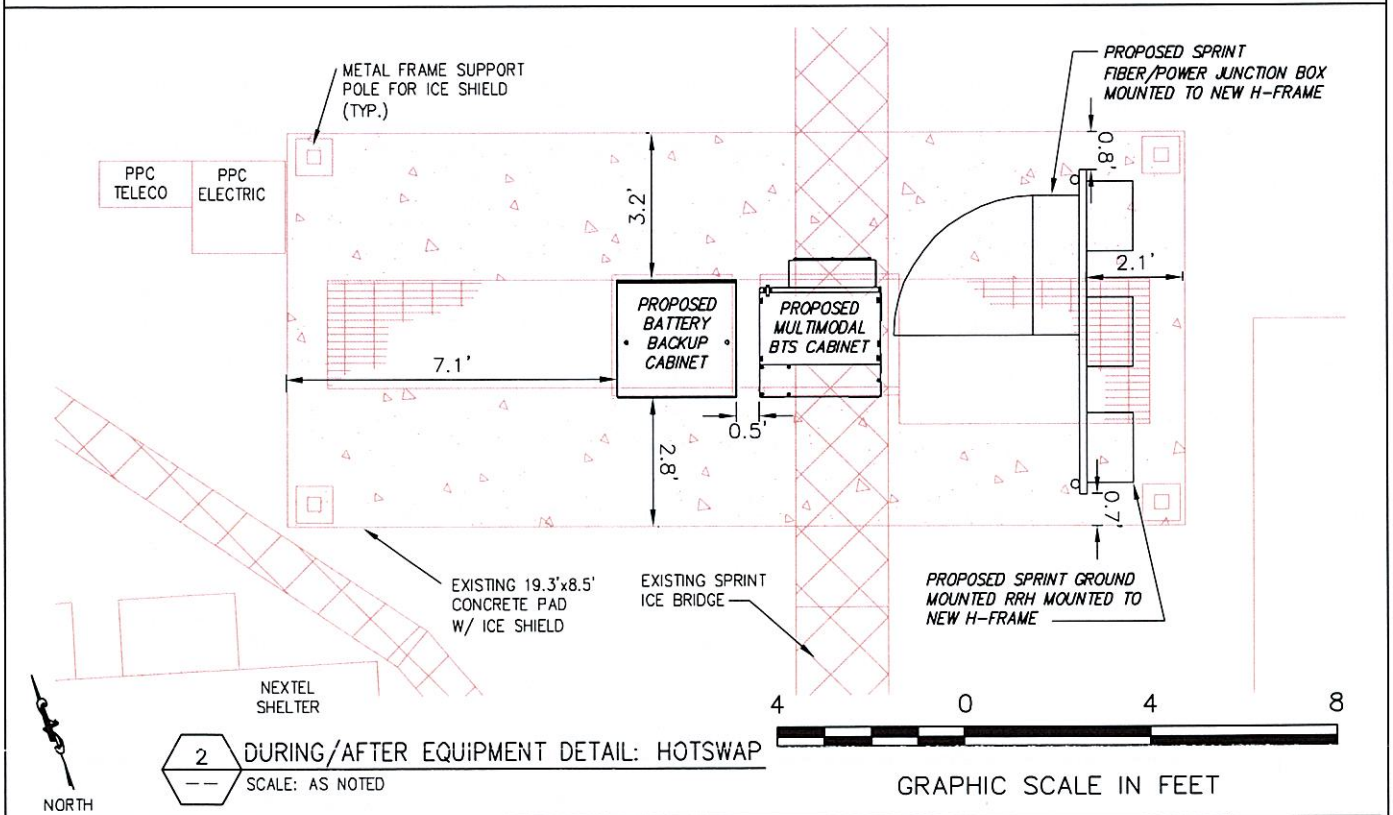 METAL FRAME SUPPORT
POLE FOR ICE SHIELD
(TYP.)
PROPOSED SPRINT
FIBER/POWER JUNCTION BOX
MOUNTED TO NEW H-FRAME
PPC
TELECO
PPC
ELECTRIC
3.2'
0.8'
2.1'
PROPOSED
BATTERY
BACKUP
CABINET
PROPOSED
MULTIMODAL
BTS CABINET
7.1'
0.5'
2.8'
0.7'
EXISTING 19.3'x8.5'
CONCRETE PAD
W/ ICE SHIELD
EXISTING SPRINT
ICE BRIDGE
PROPOSED SPRINT GROUND
MOUNTED RRH MOUNTED TO
NEW H-FRAME
NEXTEL
SHELTER
4 0 4 8
GRAPHIC SCALE IN FEET
2
--
DURING/AFTER EQUIPMENT DETAIL: HOTSWAP
SCALE: AS NOTED
NORTH